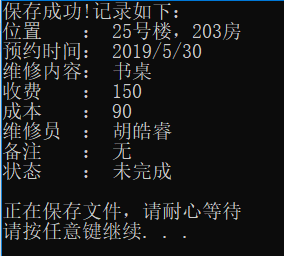 保存成功!记录如下:
位置    : 25号楼, 203房
预约时间: 2019/5/30
维修内容: 书桌
收费    : 150
成本    : 90
维修员  : 胡皓睿
备注    : 无
状态    : 未完成
正在保存文件, 请耐心等待
请按任意键继续. . .